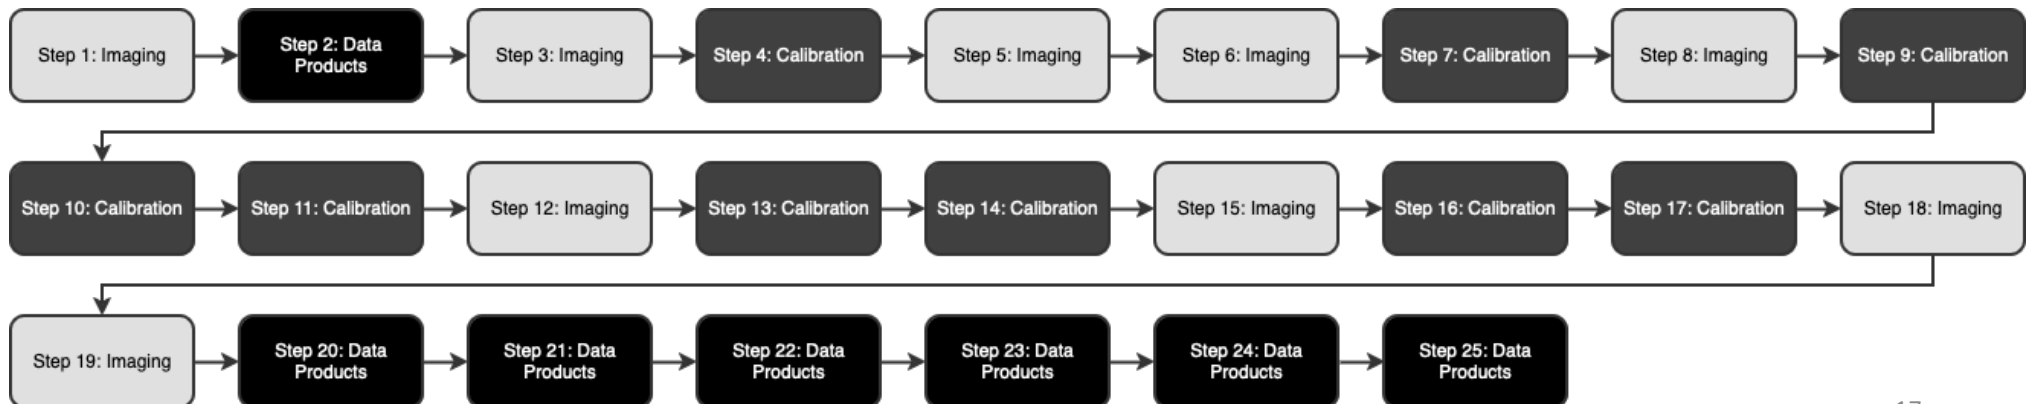 Step 1: Imaging
Step 2: Data
Products
Step 3: Imaging
Step 4: Calibration
Step 5: Imaging
Step 6: Imaging
Step 7: Calibration
Step 8: Imaging
Step 9: Calibration
Step 10: Calibration
Step 11: Calibration
Step 12: Imaging
Step 13: Calibration
Step 14: Calibration
Step 15: Imaging
Step 16: Calibration
Step 17: Calibration
Step 18: Imaging
Step 19: Imaging
Step 20: Data
Products
Step 21: Data
Products
Step 22: Data
Products
Step 23: Data
Products
Step 24: Data
Products
Step 25: Data
Products